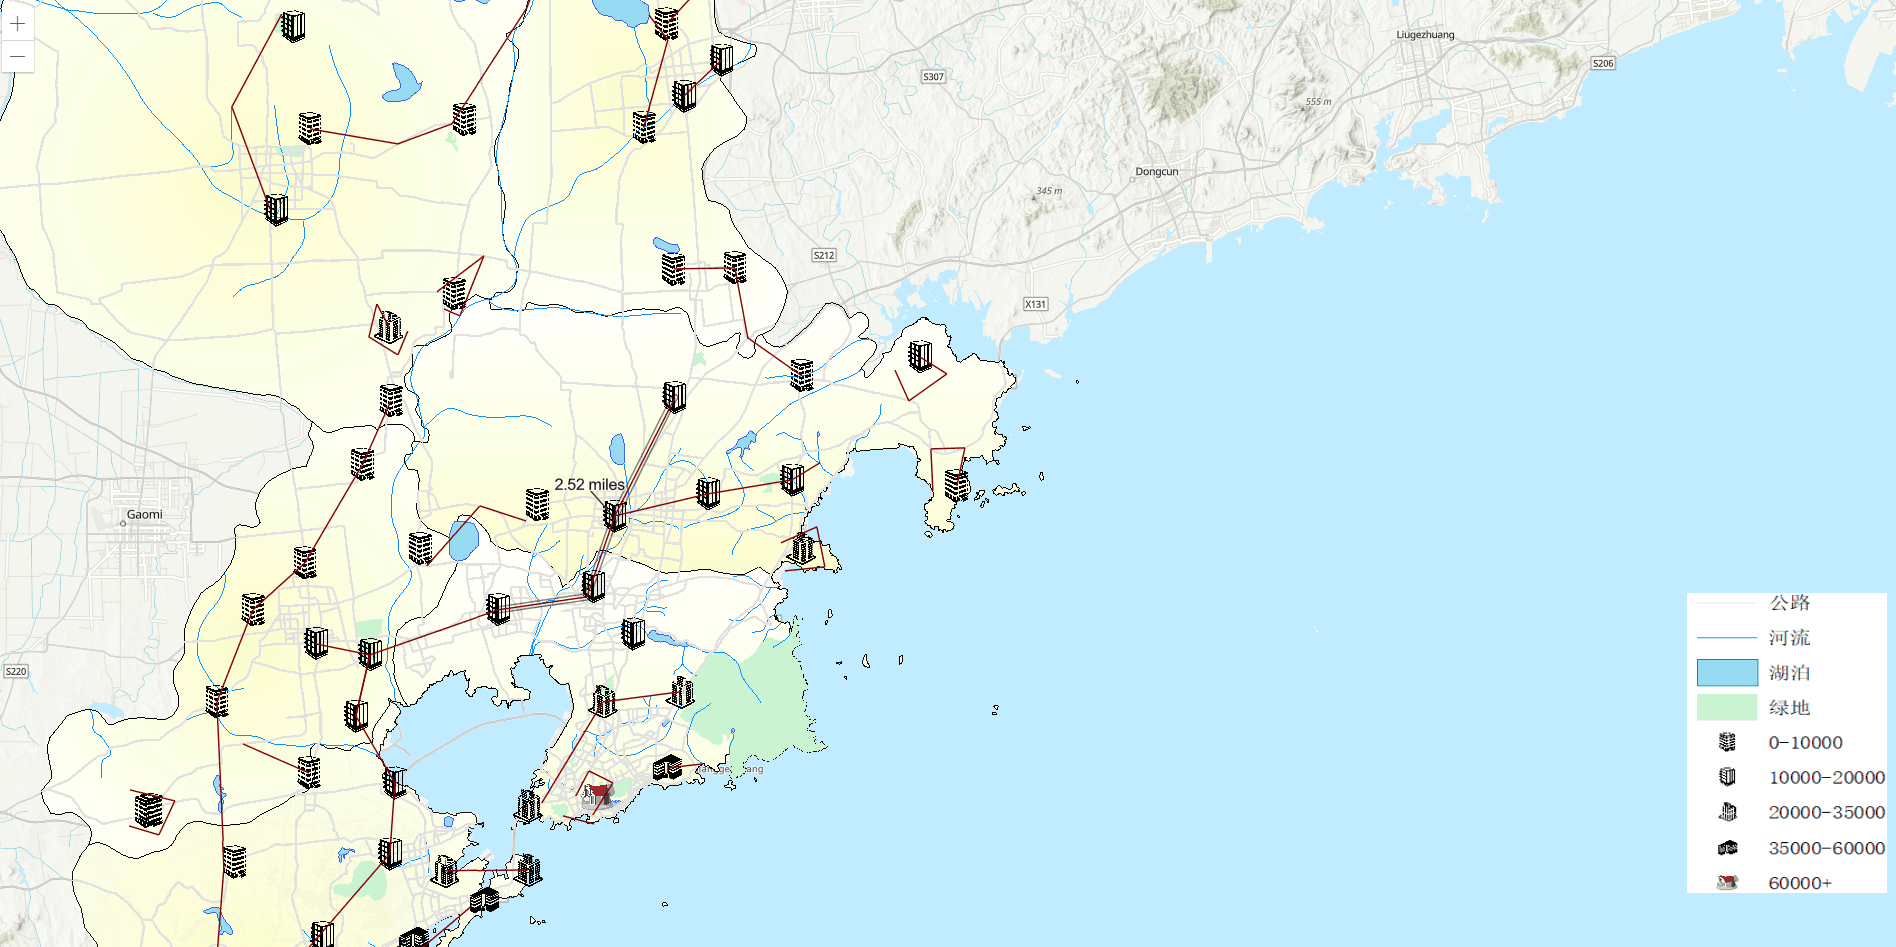 +
−
Liugezhuang
S206
S307
555 m
Dongcun
345 m
S212
X131
2.52 miles
Gaomi
S220
公路
河流
湖泊
绿地
0-10000
10000-20000
20000-35000
35000-60000
60000+